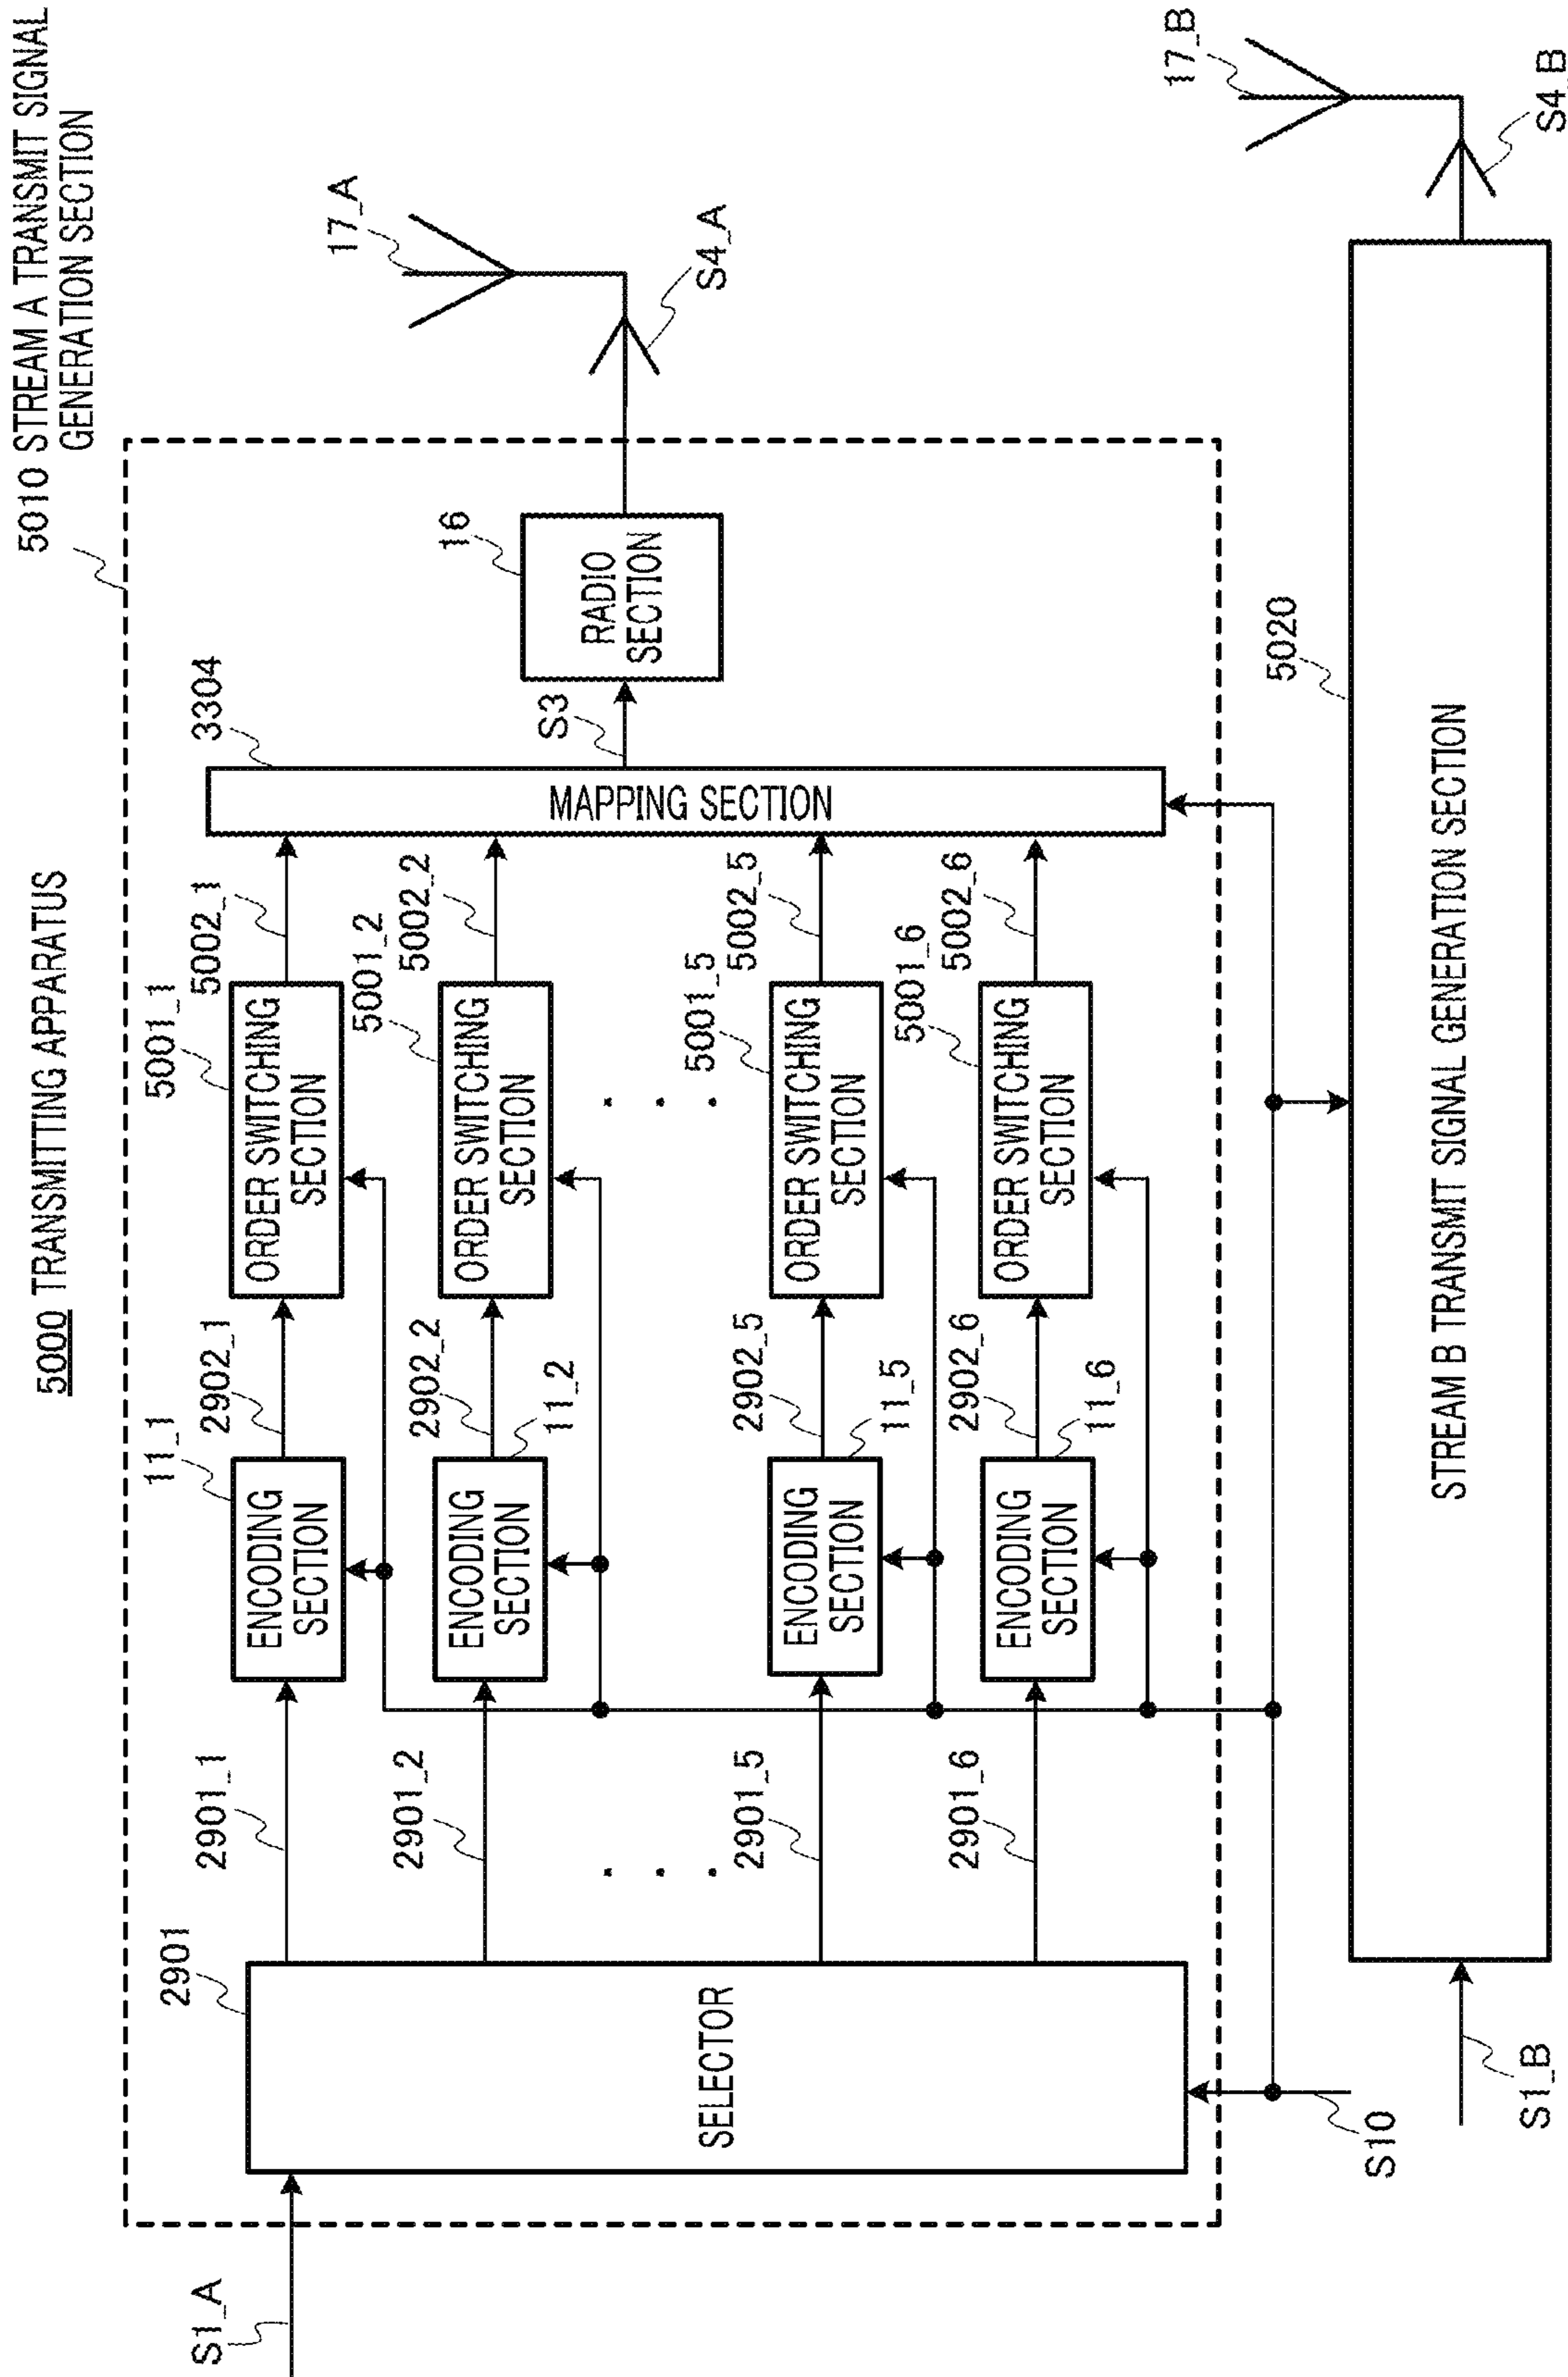 5000 TRANSMITTING APPARATUS
5010 STREAM A TRANSMIT SIGNAL
GENERATION SECTION
S1_A
2901
SELECTOR
2901_1
11_1
ENCODING
SECTION
2902_1
5001_1
ORDER SWITCHING
SECTION
5002_1
2901_2
ENCODING
SECTION
11_2
2902_2
5001_2
ORDER SWITCHING
SECTION
5002_2
. . .
. . .
2901_5
ENCODING
SECTION
11_5
2902_5
5001_5
ORDER SWITCHING
SECTION
5002_5
2901_6
ENCODING
SECTION
11_6
2902_6
5001_6
ORDER SWITCHING
SECTION
5002_6
3304
MAPPING SECTION
S3
16
RADIO
SECTION
17_A
S4_A
S10
S1_B
5020
STREAM B TRANSMIT SIGNAL GENERATION SECTION
17_B
S4_B